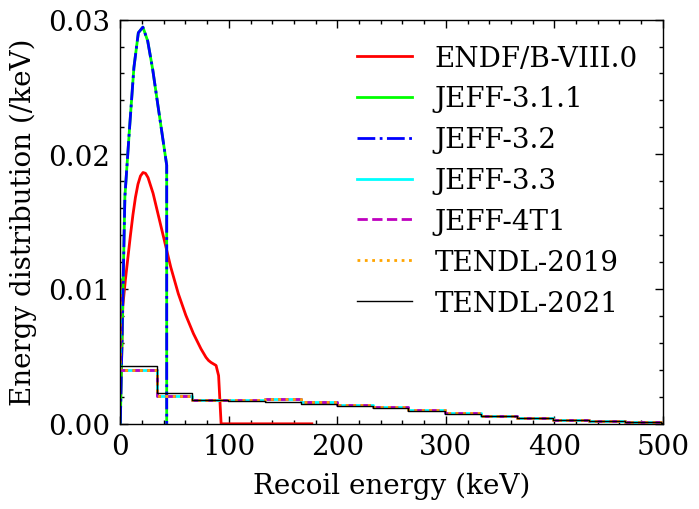 0.03
0.02
0.01
0.00
Energy distribution (/keV)
ENDF/B-VIII.0
JEFF-3.1.1
JEFF-3.2
JEFF-3.3
JEFF-4T1
TENDL-2019
TENDL-2021
0 100 200 300 400 500
Recoil energy (keV)